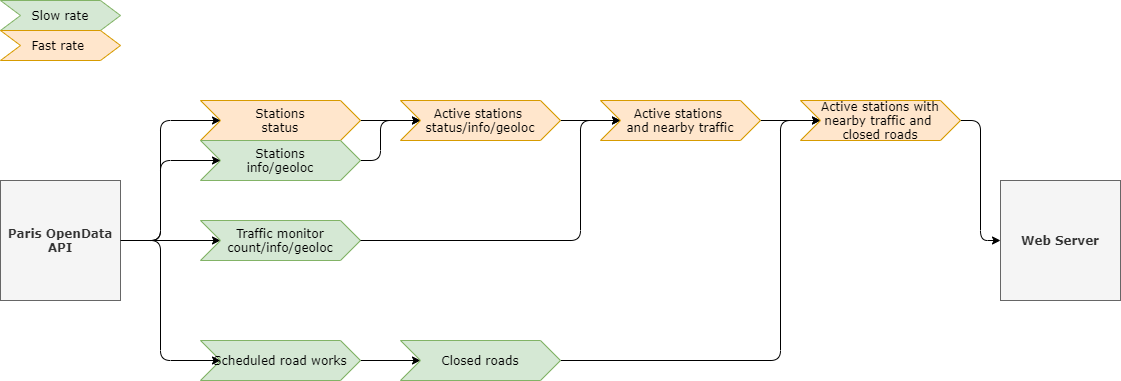 Slow rate
Fast rate
Stations
status
Active stations
status/info/geoloc
Active stations
and nearby traffic
Active stations with
nearby traffic and
closed roads
Stations
info/geoloc
Paris OpenData
API
Traffic monitor
count/info/geoloc
Web Server
Scheduled road works
Closed roads